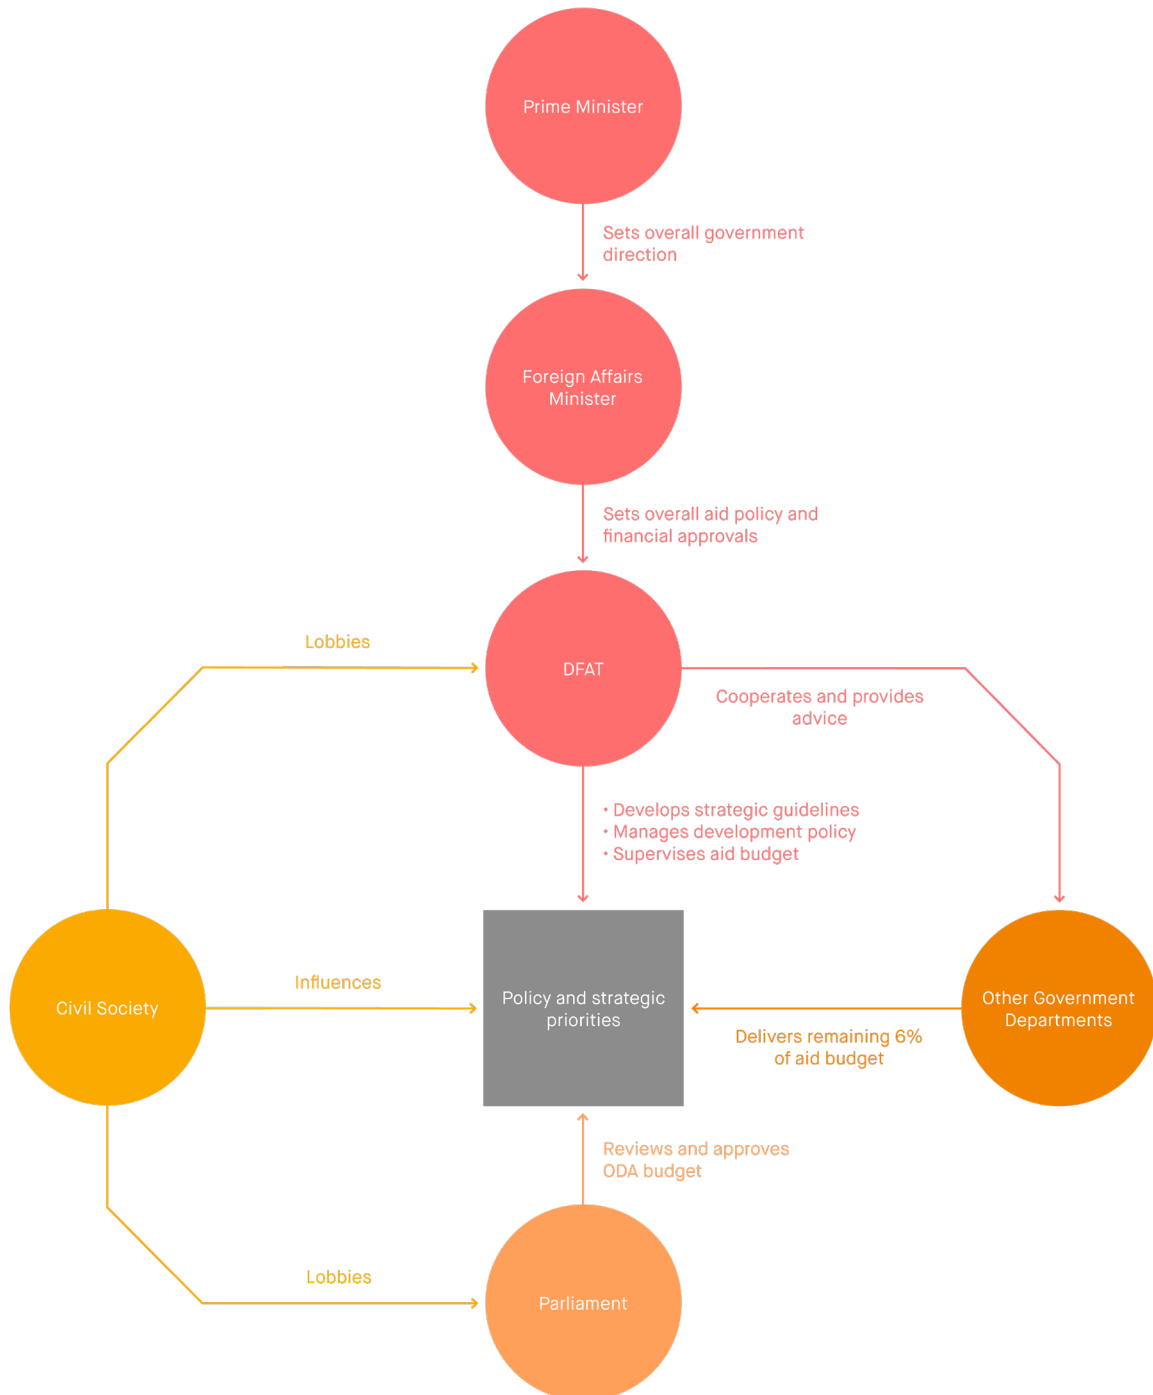 Prime Minister
Sets overall government
direction
Foreign Affairs
Minister
Sets overall aid policy and
financial approvals
Lobbies
DFAT
Cooperates and provides
advice
• Develops strategic guidelines
• Manages development policy
• Supervises aid budget
Civil Society
Influences
Policy and strategic
priorities
Delivers remaining 6%
of aid budget
Other Government
Departments
Reviews and approves
ODA budget
Lobbies
Parliament